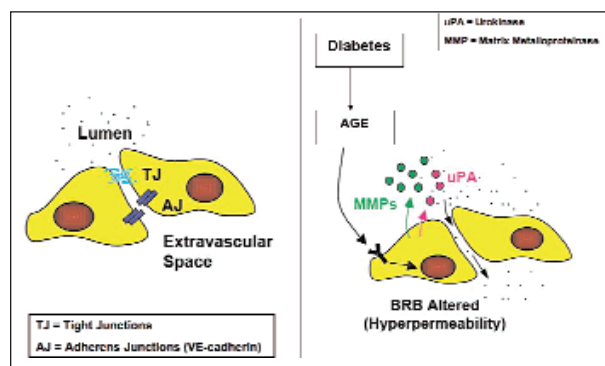 Lumen
TJ
AJ
Extravascular
Space
TJ = Tight Junctions
AJ = Adherens Junctions (VE-cadherin)
uPA = Urokinase
MMP = Matrix Metalloproteinase
Diabetes
AGE
uPA
MMPs
BRB Altered
(Hyperpermeability)